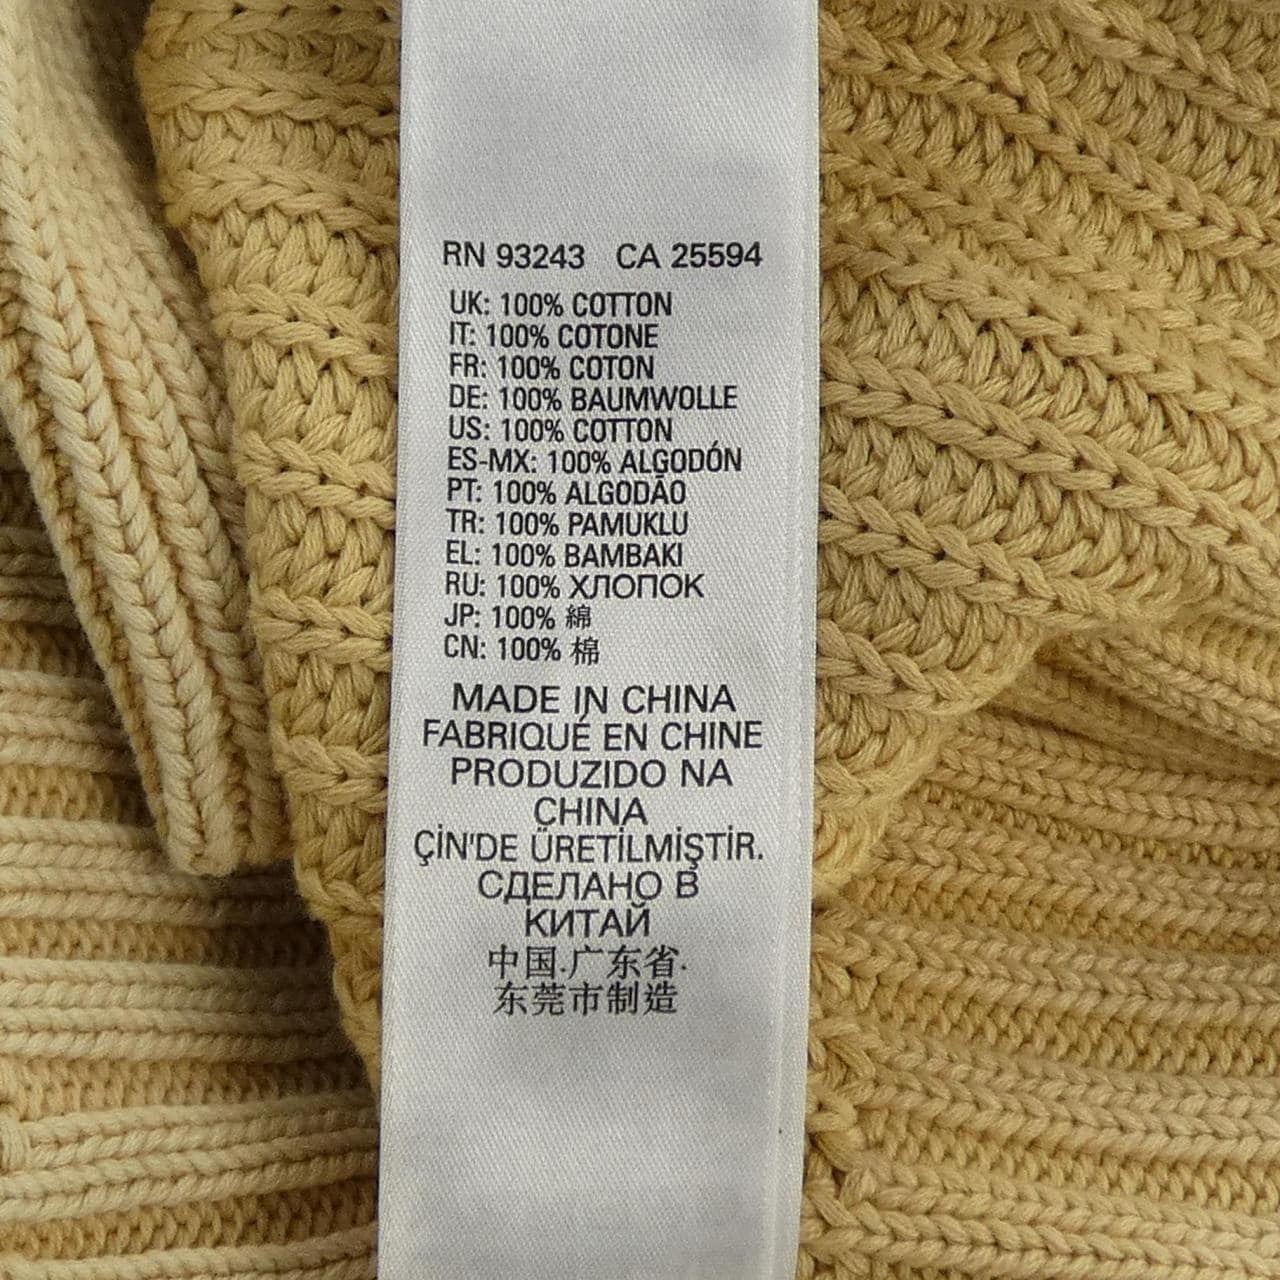 RN 93243 CA 25594
UK: 100% COTTON
IT: 100% COTONE
FR: 100% COTON
DE: 100% BAUMWOLLE
US: 100% COTTON
ES-MX: 100% ALGODÓN
PT: 100% ALGODÃO
TR: 100% PAMUKLU
EL: 100% BAMBAKI
RU: 100% ХЛОПОК
JP: 100% 綿
CN: 100% 棉
MADE IN CHINA
FABRIQUÉ EN CHINE
PRODUZIDO NA
CHINA
ÇİN'DE ÜRETİLMİŞTİR.
СДЕЛАНО В
КИТАЙ
中国.广东省.
东莞市制造